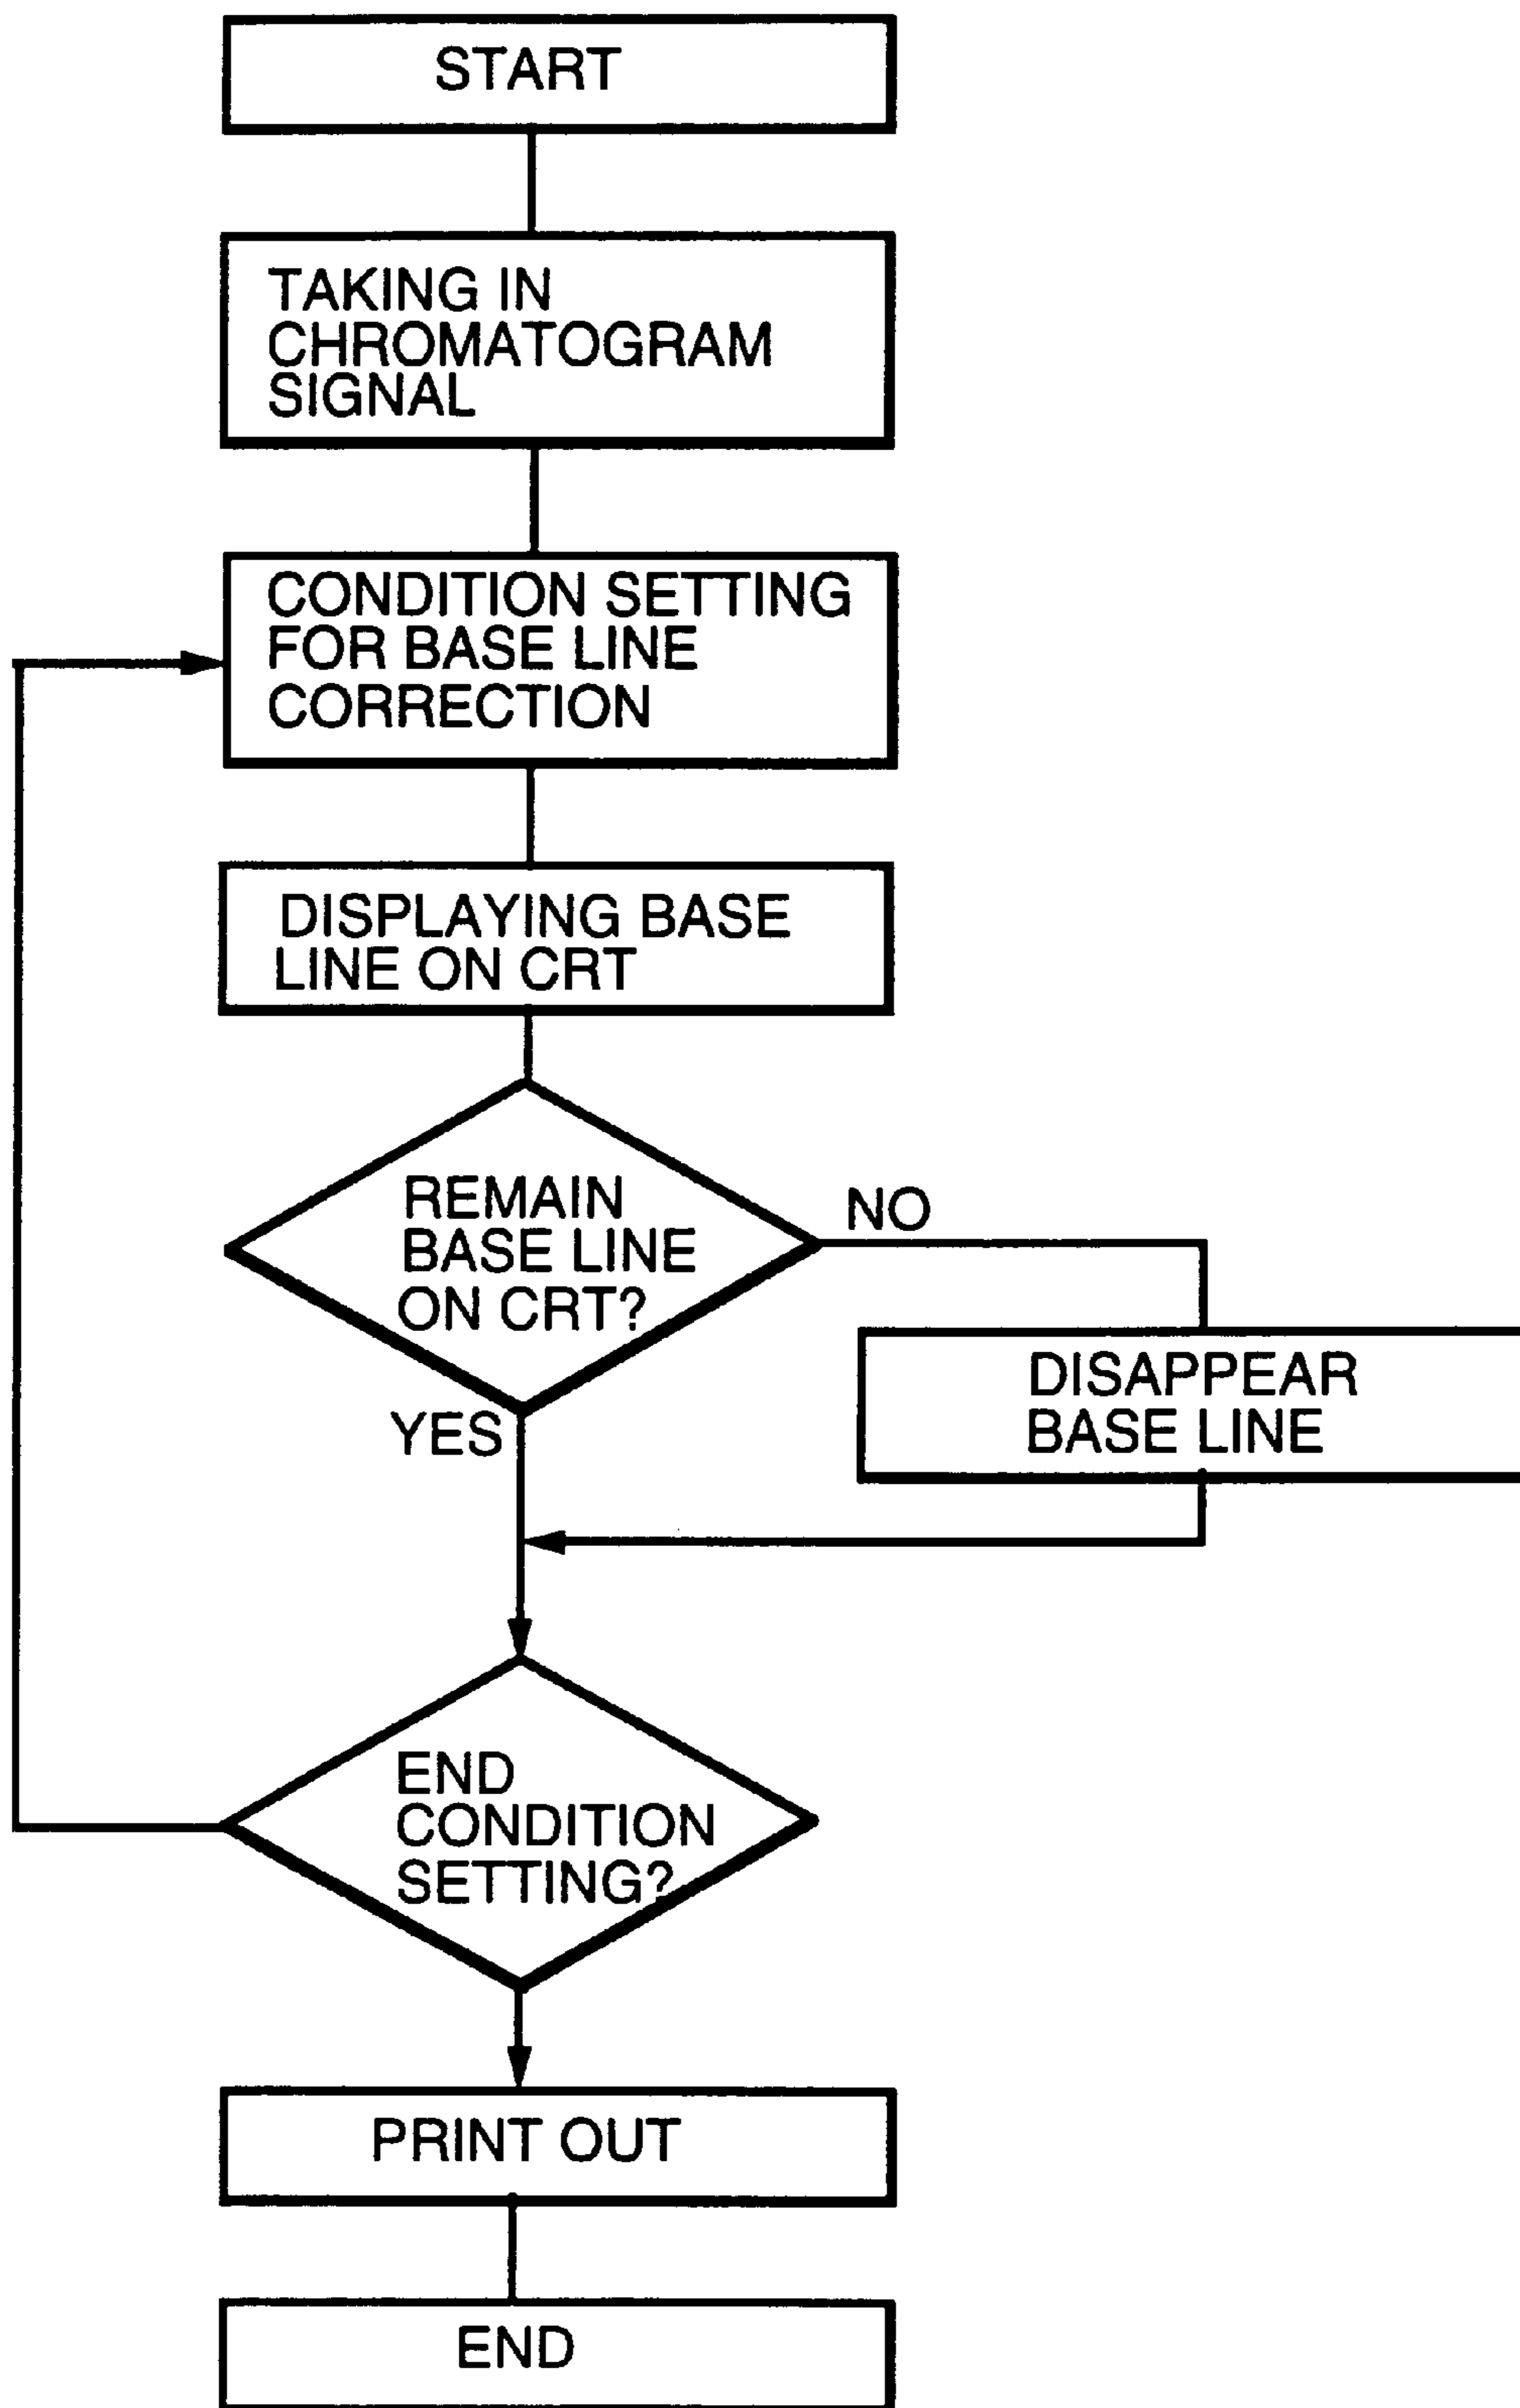 START
TAKING IN
CHROMATOGRAM
SIGNAL
CONDITION SETTING
FOR BASE LINE
CORRECTION
DISPLAYING BASE
LINE ON CRT
REMAIN
BASE LINE
ON CRT?
NO
YES
DISAPPEAR
BASE LINE
END
CONDITION
SETTING?
PRINT OUT
END